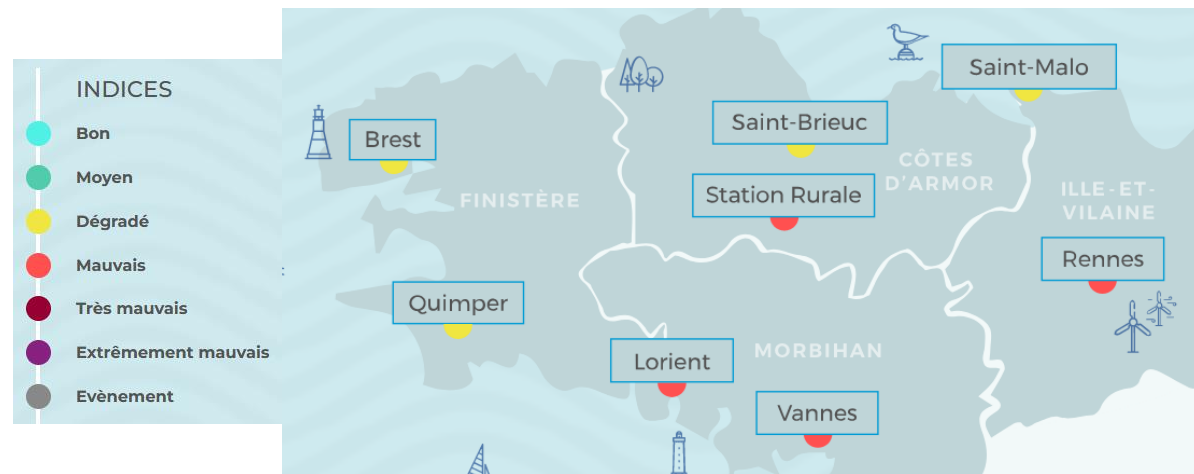 INDICES
Bon
Moyen
Dégradé
Mauvais
Très mauvais
Extrêmement mauvais
Evènement
Saint-Malo
Saint-Brieuc
Brest
CÔTES
D'ARMOR
Station Rurale
FINISTÈRE
ILLE-ET-
VILAINE
Rennes
Quimper
MORBIHAN
Lorient
Vannes